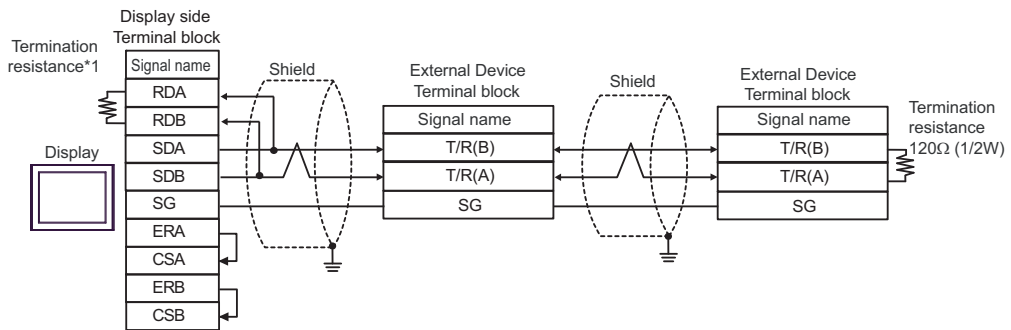 Display side
Terminal block
Termination
resistance*1
Signal name
RDA
RDB
SDA
SDB
SG
ERA
CSA
ERB
CSB
Display
Shield
External Device
Terminal block
Signal name
T/R(B)
T/R(A)
SG
Shield
External Device
Terminal block
Signal name
T/R(B)
T/R(A)
SG
Termination
resistance
120Ω (1/2W)